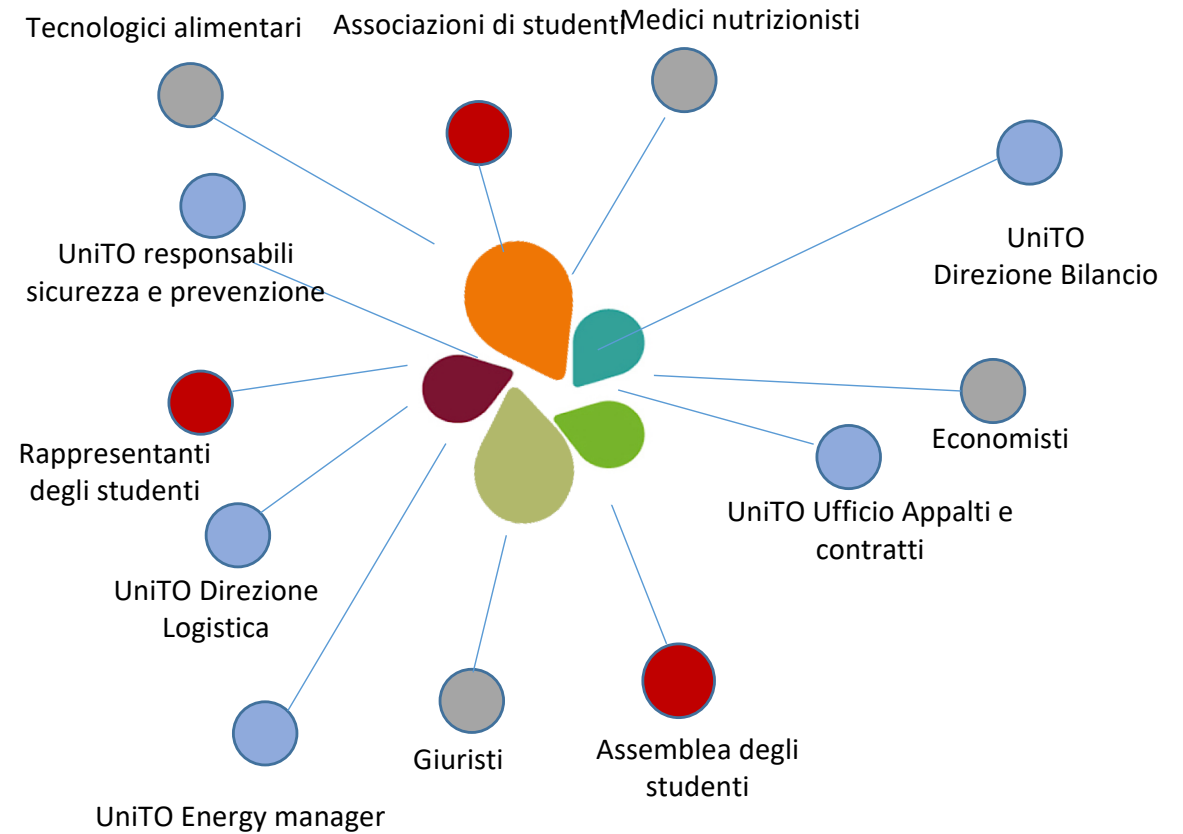 Tecnologici alimentari
Associazioni di studenti
Medici nutrizionisti
UniTO responsabili
sicurezza e prevenzione
UniTO
Direzione Bilancio
Rappresentanti
degli studenti
Economisti
UniTO Ufficio Appalti e
contratti
UniTO Direzione
Logistica
Giuristi
Assemblea degli
studenti
UniTO Energy manager